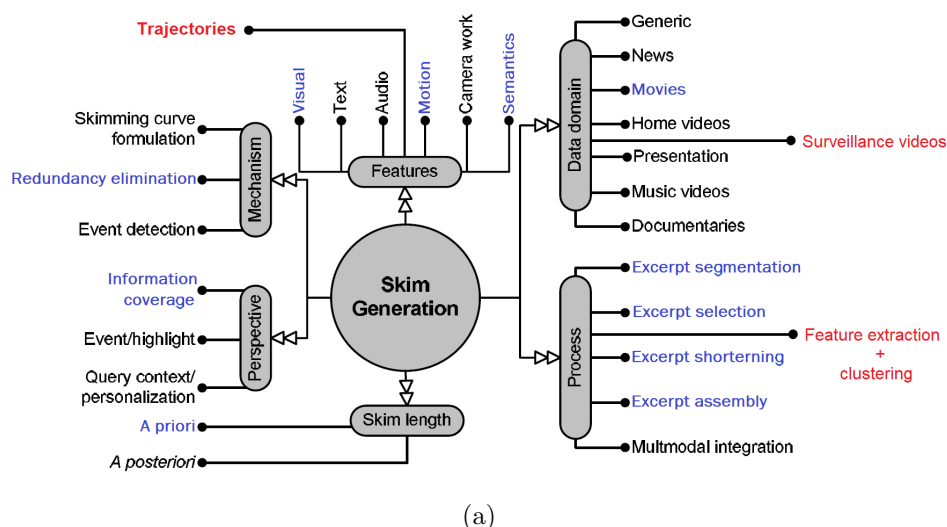 Trajectories
Visual
Text
Audio
Motion
Camera work
Semantics
Features
Skimming curve
formulation
Redundancy elimination
Event detection
Mechanism
Information
coverage
Event/highlight
Query context/
personalization
Perspective
Skim
Generation
Skim length
A priori
A posteriori
Data domain
Generic
News
Movies
Home videos
Surveillance videos
Presentation
Music videos
Documentaries
Process
Excerpt segmentation
Excerpt selection
Feature extraction
+
clustering
Excerpt shorterning
Excerpt assembly
Multmodal integration
(a)